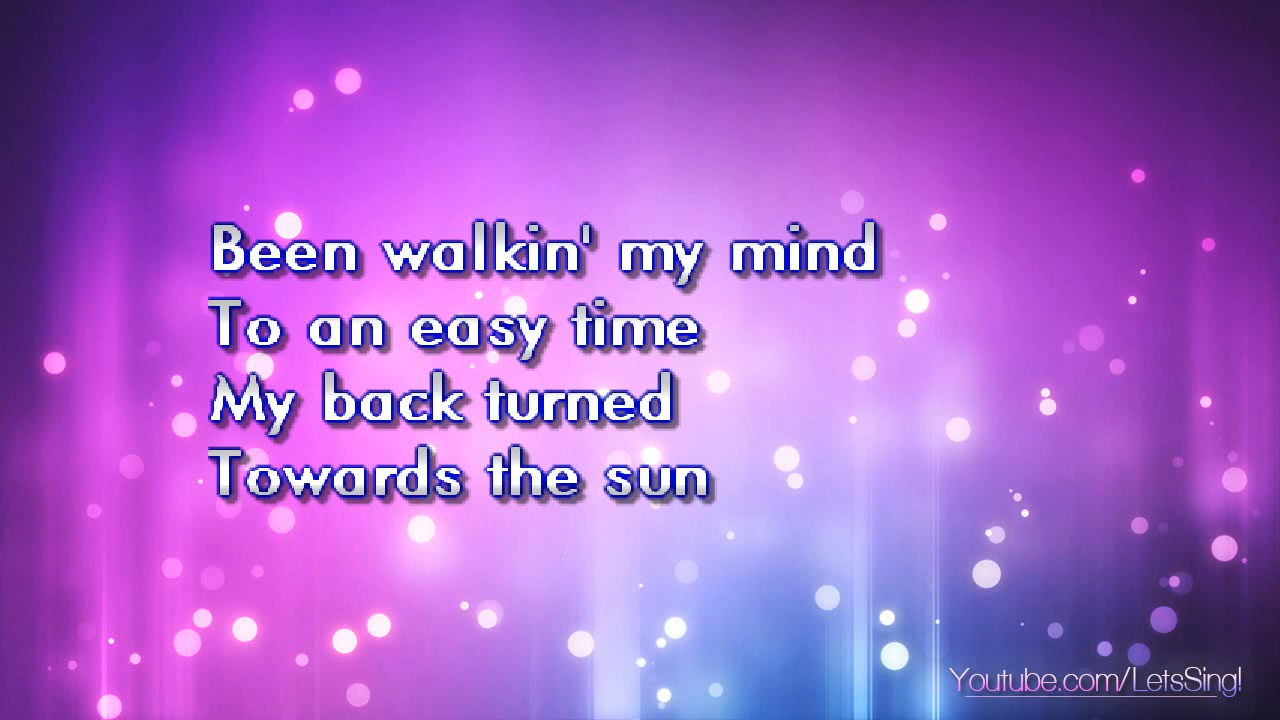 Been walkin' my mind
To an easy time
My back turned
Towards the sun
Youtube.com/LetsSing!